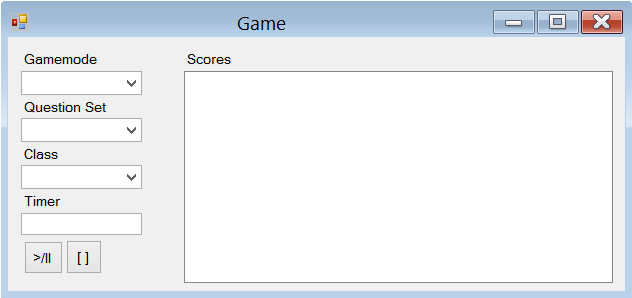 Game
Gamemode
Question Set
Class
Timer
>/II
[ ]
Scores